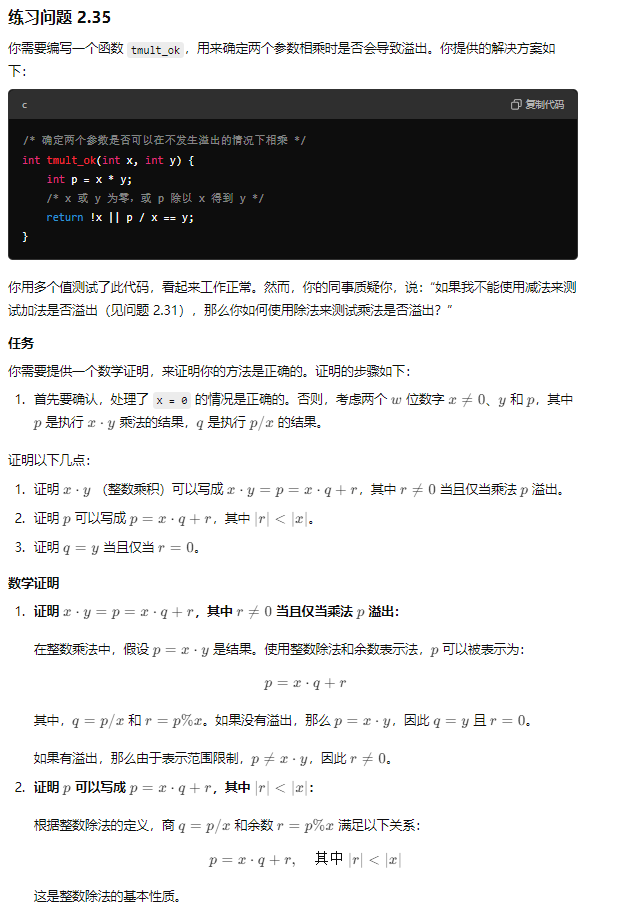 练习问题 2.35
你需要编写一个函数 tmult_ok，用来确定两个参数相乘时是否会导致溢出。你提供的解决方案如
下：
c
复制代码
/* 确定两个参数是否可以在不发生溢出的情况下相乘 */
int tmult_ok(int x, int y) {
int p = x * y;
/* x 或 y 为零，或 p 除以 x 得到 y */
return !x || p / x == y;
}
你用多个值测试了此代码，看起来工作正常。然而，你的同事质疑你，说：“如果我不能使用减法来测
试加法是否溢出（见问题 2.31），那么你如何使用除法来测试乘法是否溢出？”
任务
你需要提供一个数学证明，来证明你的方法是正确的。证明的步骤如下：
1. 首先要确认，处理了 x = 0 的情况是正确的。否则，考虑两个 w 位数字 x ≠ 0、y 和 p，其中
p 是执行 x · y 乘法的结果，q 是执行 p/x 的结果。
证明以下几点：
1. 证明 x · y （整数乘积）可以写成 x · y = p = x · q + r，其中 r ≠ 0 当且仅当乘法 p 溢出。
2. 证明 p 可以写成 p = x · q + r，其中 |r| < |x|。
3. 证明 q = y 当且仅当 r = 0。
数学证明
1. 证明 x · y = p = x · q + r，其中 r ≠ 0 当且仅当乘法 p 溢出：
在整数乘法中，假设 p = x · y 是结果。使用整数除法和余数表示法，p 可以被表示为：
p = x · q + r
其中，q = p/x 和 r = p%x。如果没有溢出，那么 p = x · y，因此 q = y 且 r = 0。
如果有溢出，那么由于表示范围限制，p ≠ x · y，因此 r ≠ 0。
2. 证明 p 可以写成 p = x · q + r，其中 |r| < |x|：
根据整数除法的定义，商 q = p/x 和余数 r = p%x 满足以下关系：
p = x · q + r, 其中 |r| < |x|
这是整数除法的基本性质。